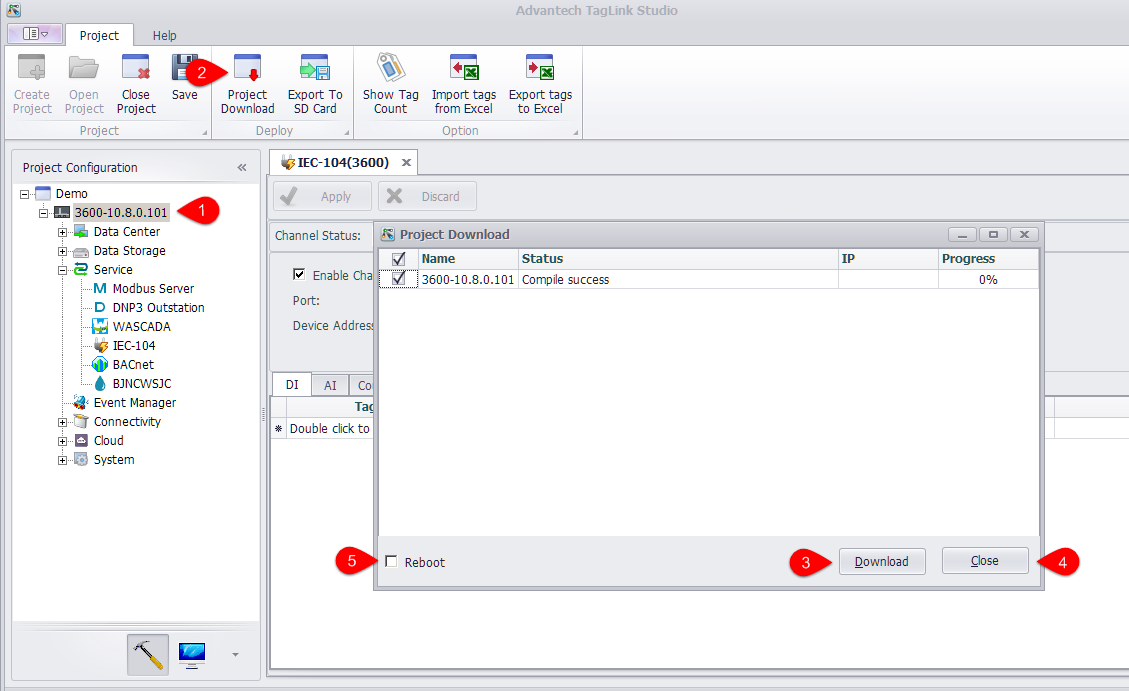 Advantech TagLink Studio
Project
Help
Create Project
Open Project
Close Project
Save
2
Project Download
Export To SD Card
Show Tag Count
Import tags from Excel
Export tags to Excel
Project
Deploy
Option
Project Configuration
«
Demo
3600-10.8.0.101
1
Data Center
Data Storage
Service
Modbus Server
DNP3 Outstation
WASCADA
IEC-104
BACnet
BJNCWSJC
Event Manager
Connectivity
Cloud
System
IEC-104(3600)
Apply
Discard
Channel Status:
Enable Cha
Port:
Device Address
DI
AI
Co
Tag
Double click to
Project Download
Name Status IP Progress
3600-10.8.0.101 Compile success 0%
5
Reboot
3
Download
Close
4